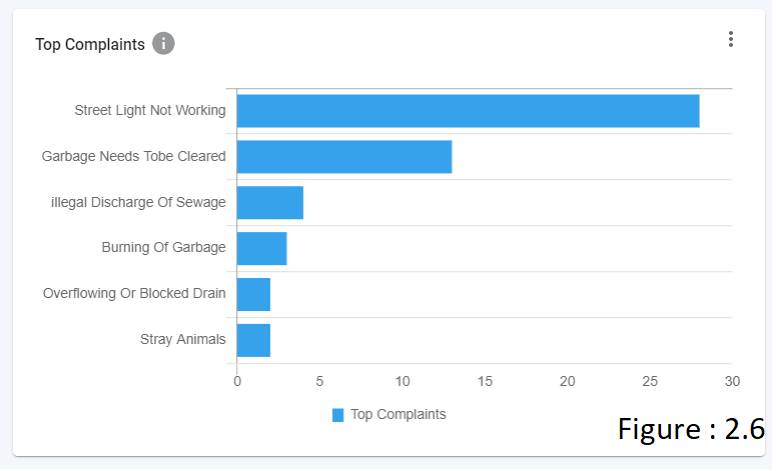 Top Complaints i
Street Light Not Working
Garbage Needs Tobe Cleared
illegal Discharge Of Sewage
Burning Of Garbage
Overflowing Or Blocked Drain
Stray Animals
0 5 10 15 20 25 30
Top Complaints
Figure : 2.6